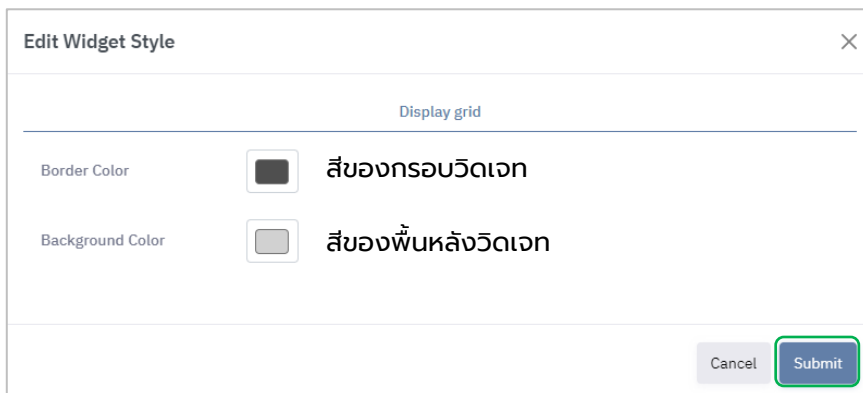 Edit Widget Style
Display grid
Border Color
สีของกรอบวิดเจท
Background Color
สีของพื้นหลังวิดเจท
Cancel
Submit